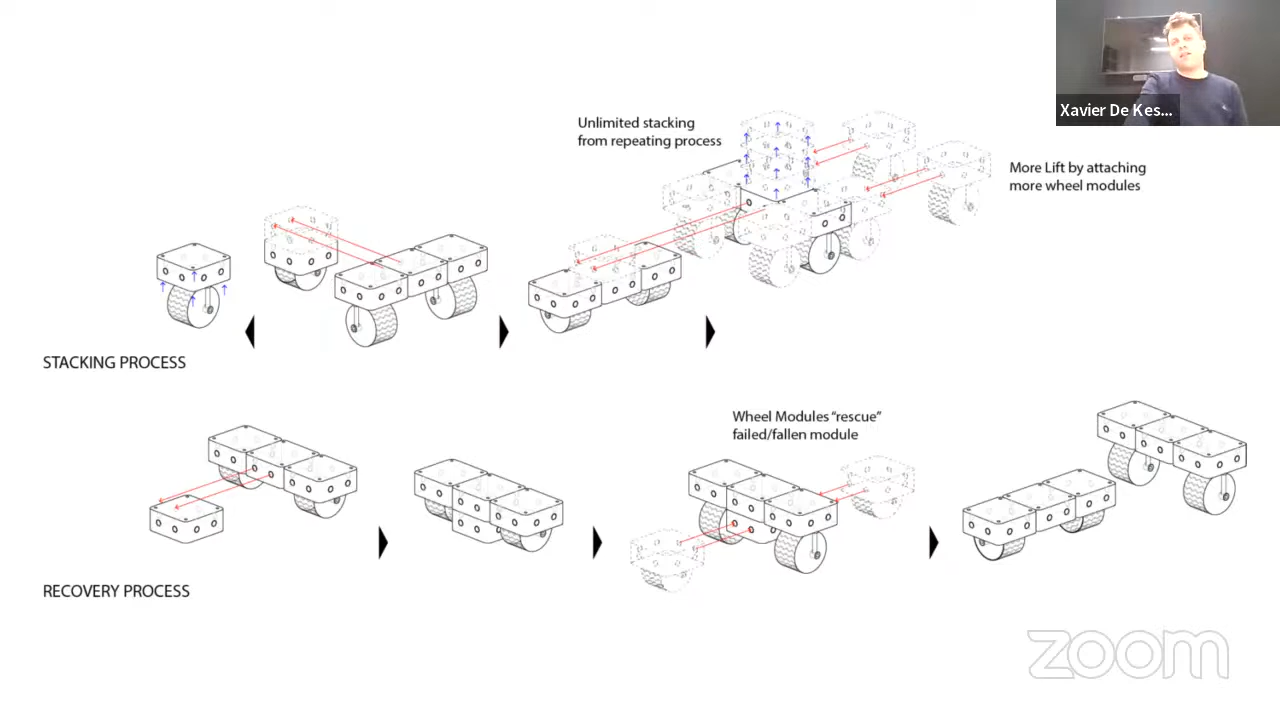 Xavier De Kes...
Unlimited stacking
from repeating process
More Lift by attaching
more wheel modules
STACKING PROCESS
Wheel Modules “rescue”
failed/fallen module
RECOVERY PROCESS
zoom